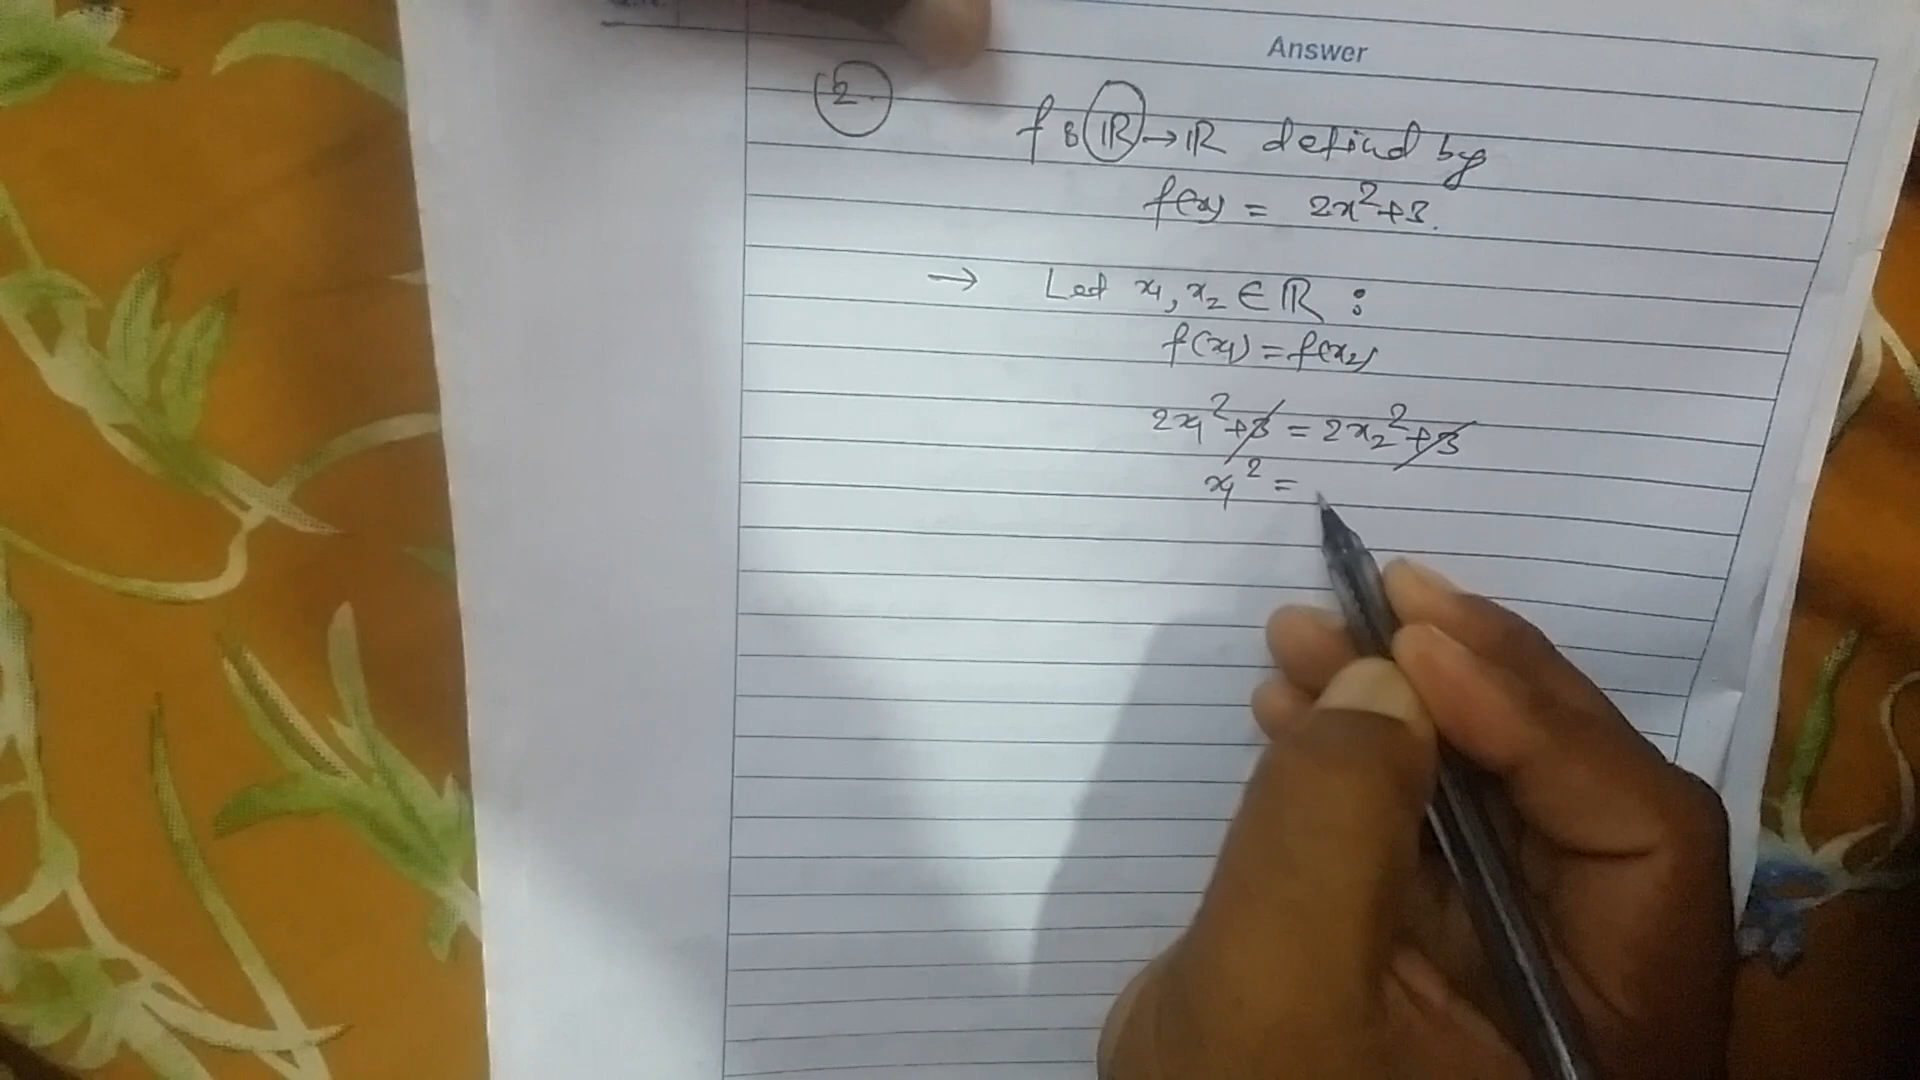 Answer
2.
f : ℝ → ℝ defined by
f(x) = 2x²+3.
→ Let x₁, x₂ ∈ ℝ :
f(x₁) = f(x₂)
2x₁²+3 = 2x₂²+3
x₁² =